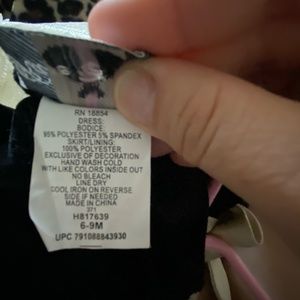 RN 16854
DRESS:
BODICE:
95% POLYESTER 5% SPANDEX
SKIRT/LINING:
100% POLYESTER
EXCLUSIVE OF DECORATION
HAND WASH COLD
WITH LIKE COLORS INSIDE OUT
NO BLEACH
LINE DRY
COOL IRON ON REVERSE
SIDE IF NEEDED
MADE IN CHINA
371
H817639
6-9M
UPC 791088843930